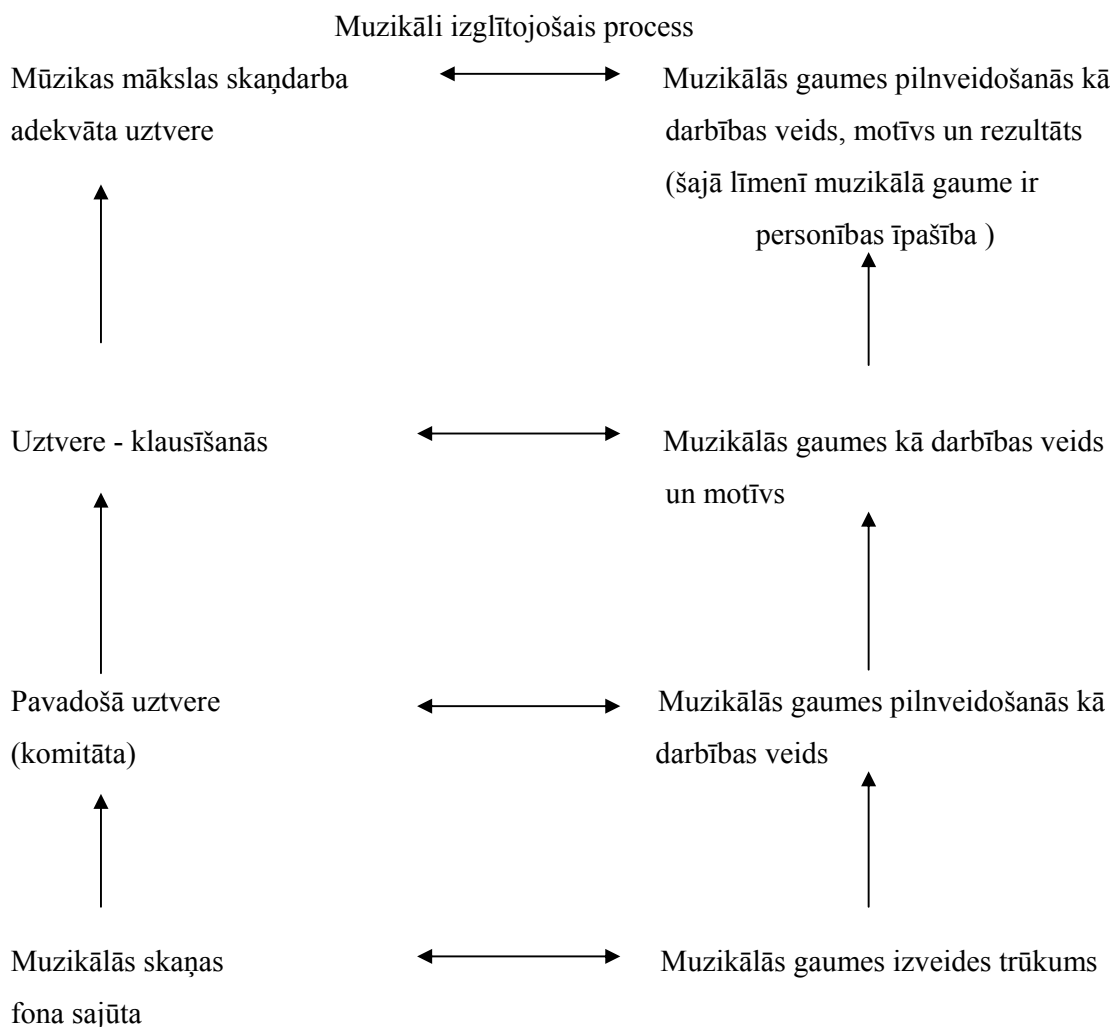 Muzikāli izglītojošais process
Mūzikas mākslas skaņdarba
adekvāta uztvere
Muzikālās gaumes pilnveidošanās kā
darbības veids, motīvs un rezultāts
(šajā līmenī muzikālā gaume ir
personības īpašība )
Uztvere - klausīšanās
Muzikālās gaumes kā darbības veids
un motīvs
Pavadošā uztvere
(komitāta)
Muzikālās gaumes pilnveidošanās kā
darbības veids
Muzikālās skaņas
fona sajūta
Muzikālās gaumes izveides trūkums